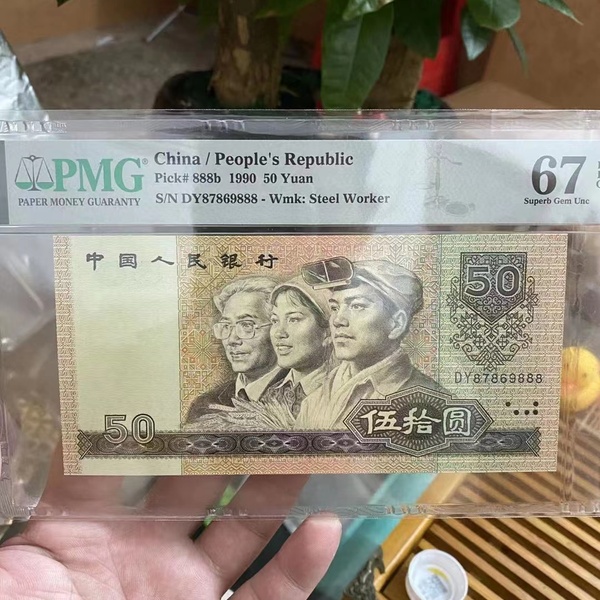 PMG®
PAPER MONEY GUARANTY
China / People's Republic
Pick# 888b 1990 50 Yuan
S/N DY87869888 - Wmk: Steel Worker
67
Superb Gem Unc
中国人民银行
50
DY87869888
50
伍拾圆